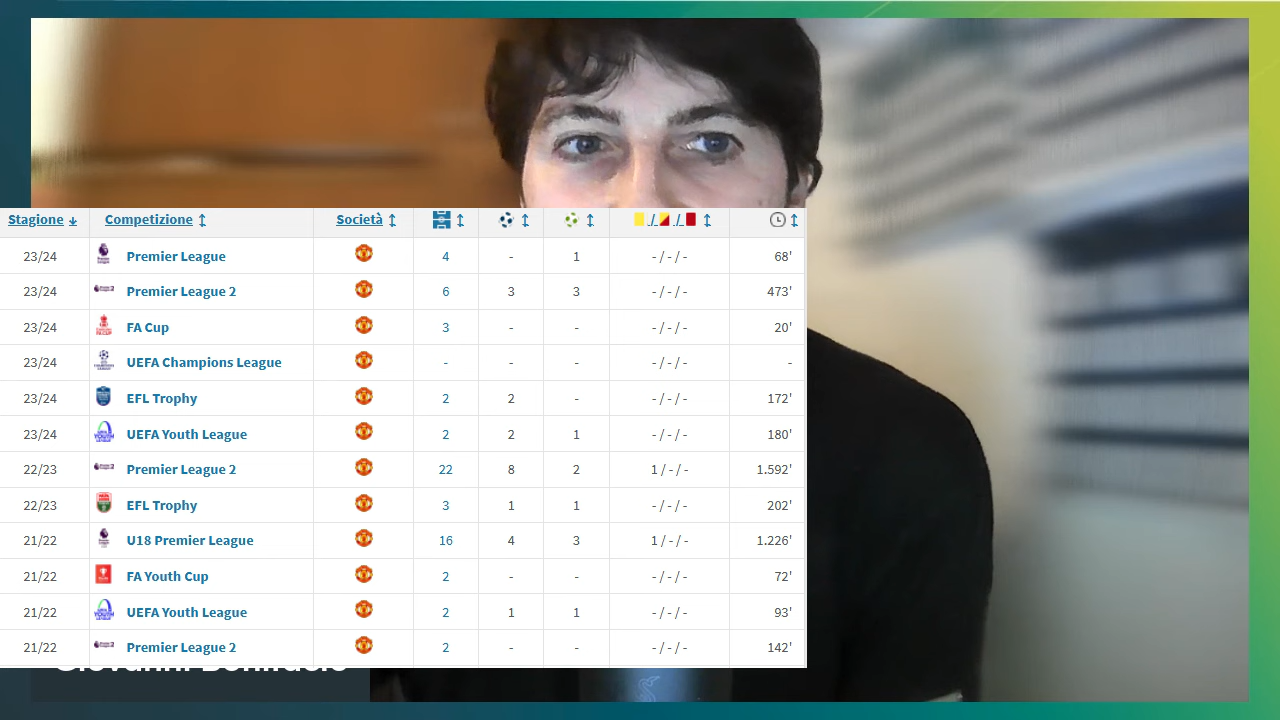 Stagione Competizione Società
23/24 Premier League 4 - 1 - / - / - 68'
23/24 Premier League 2 6 3 3 - / - / - 473'
23/24 FA Cup 3 - - - / - / - 20'
23/24 UEFA Champions League - - - / - / - -
23/24 EFL Trophy 2 2 - - / - / - 172'
23/24 UEFA Youth League 2 2 1 - / - / - 180'
22/23 Premier League 2 22 8 2 1 / - / - 1.592'
22/23 EFL Trophy 3 1 1 - / - / - 202'
21/22 U18 Premier League 16 4 3 1 / - / - 1.226'
21/22 FA Youth Cup 2 - - - / - / - 72'
21/22 UEFA Youth League 2 1 1 - / - / - 93'
21/22 Premier League 2 2 - - - / - / - 142'